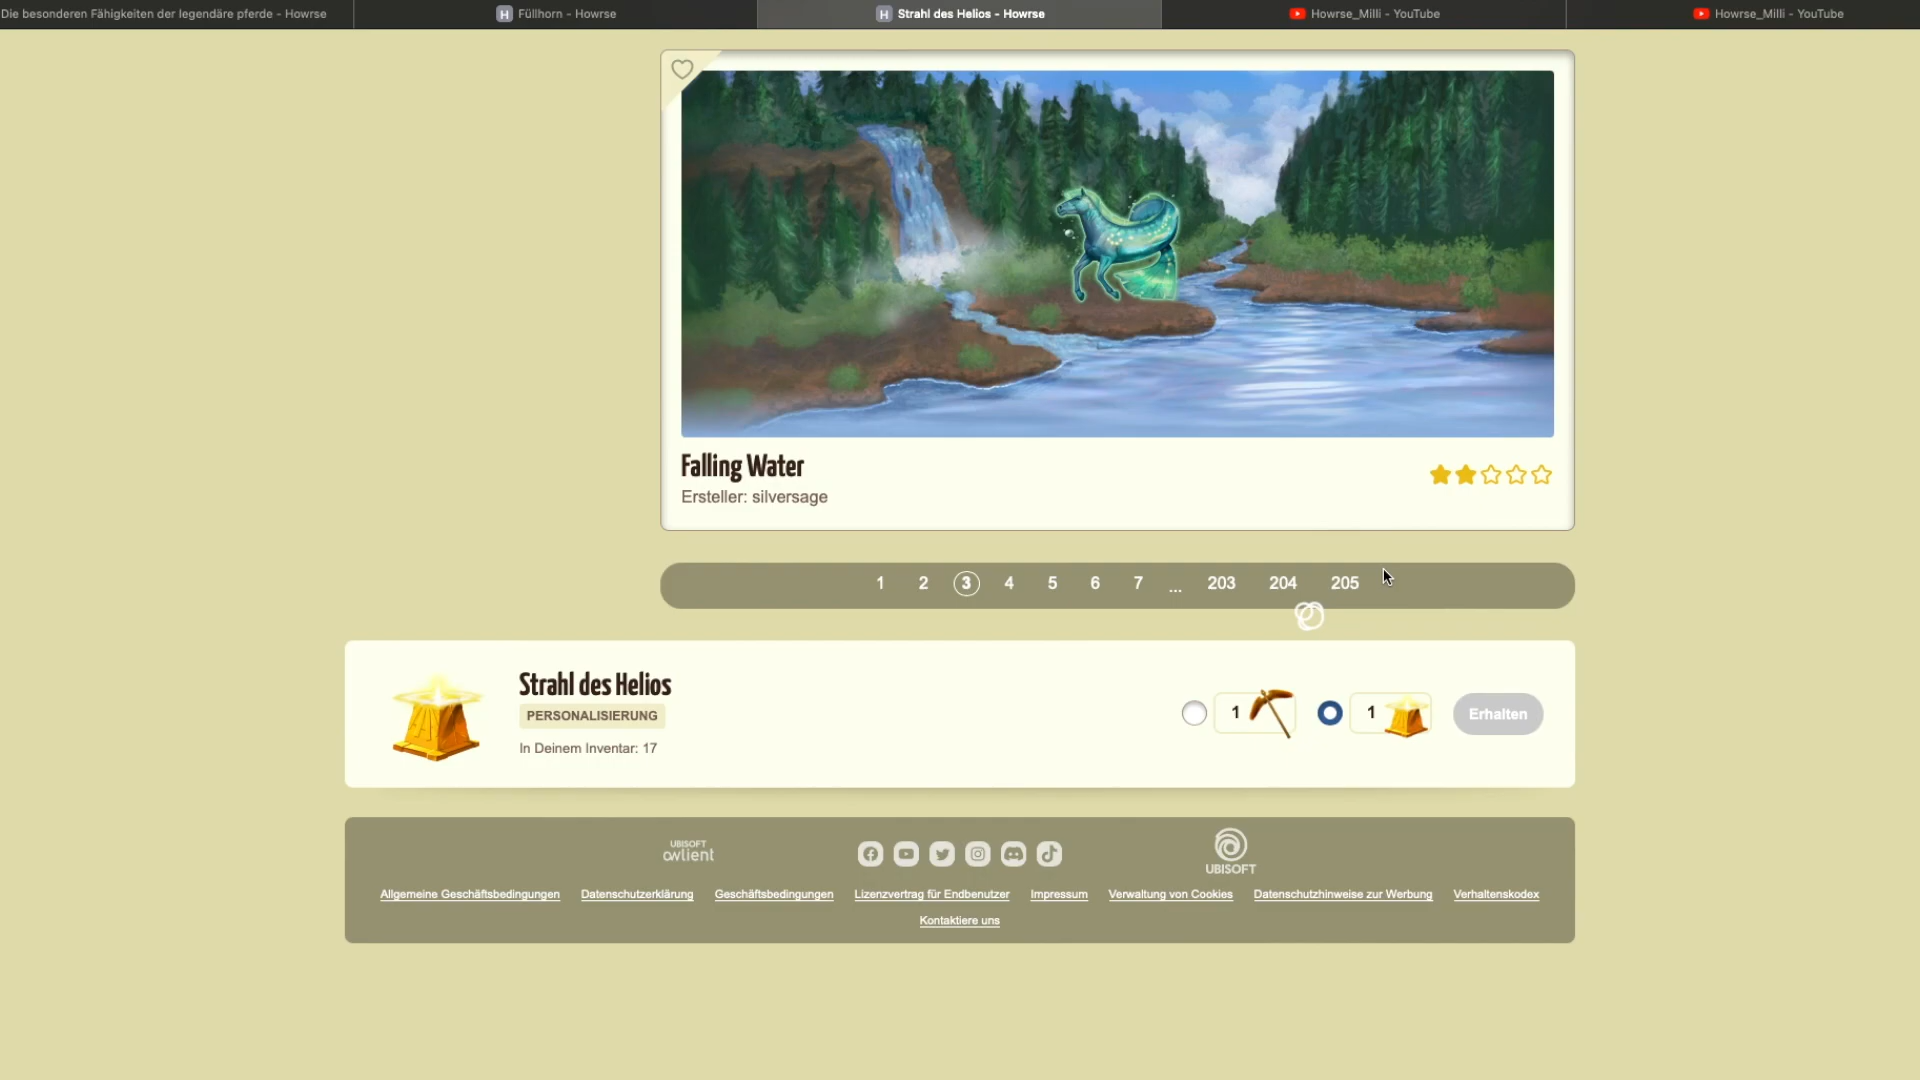 Die besonderen Fähigkeiten der legendäre pferde - Howrse
H Füllhorn - Howrse
H Strahl des Helios - Howrse
Howrse_Milli - YouTube
Howrse_Milli - YouTube
Falling Water
Ersteller: silversage
1 2 3 4 5 6 7 ... 203 204 205
Strahl des Helios
PERSONALISIERUNG
In Deinem Inventar: 17
1
1
Erhalten
UBISOFT
owlient
UBISOFT
Allgemeine Geschäftsbedingungen Datenschutzerklärung Geschäftsbedingungen Lizenzvertrag für Endbenutzer Impressum Verwaltung von Cookies Datenschutzhinweise zur Werbung Verhaltenskodex
Kontaktiere uns